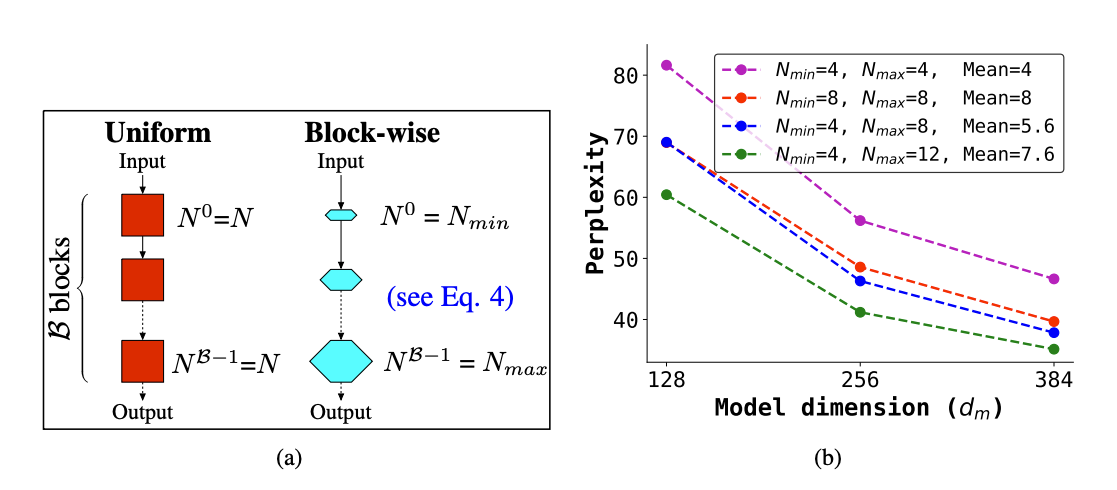 Uniform
Input
N^0=N
B blocks
N^{B-1}=N
Output
Block-wise
Input
N^0 = N_{min}
(see Eq. 4)
N^{B-1} = N_{max}
Output
(a)
Perplexity
80
70
60
50
40
N_{min}=4, N_{max}=4, Mean=4
N_{min}=8, N_{max}=8, Mean=8
N_{min}=4, N_{max}=8, Mean=5.6
N_{min}=4, N_{max}=12, Mean=7.6
128 256 384
Model dimension (d_m)
(b)